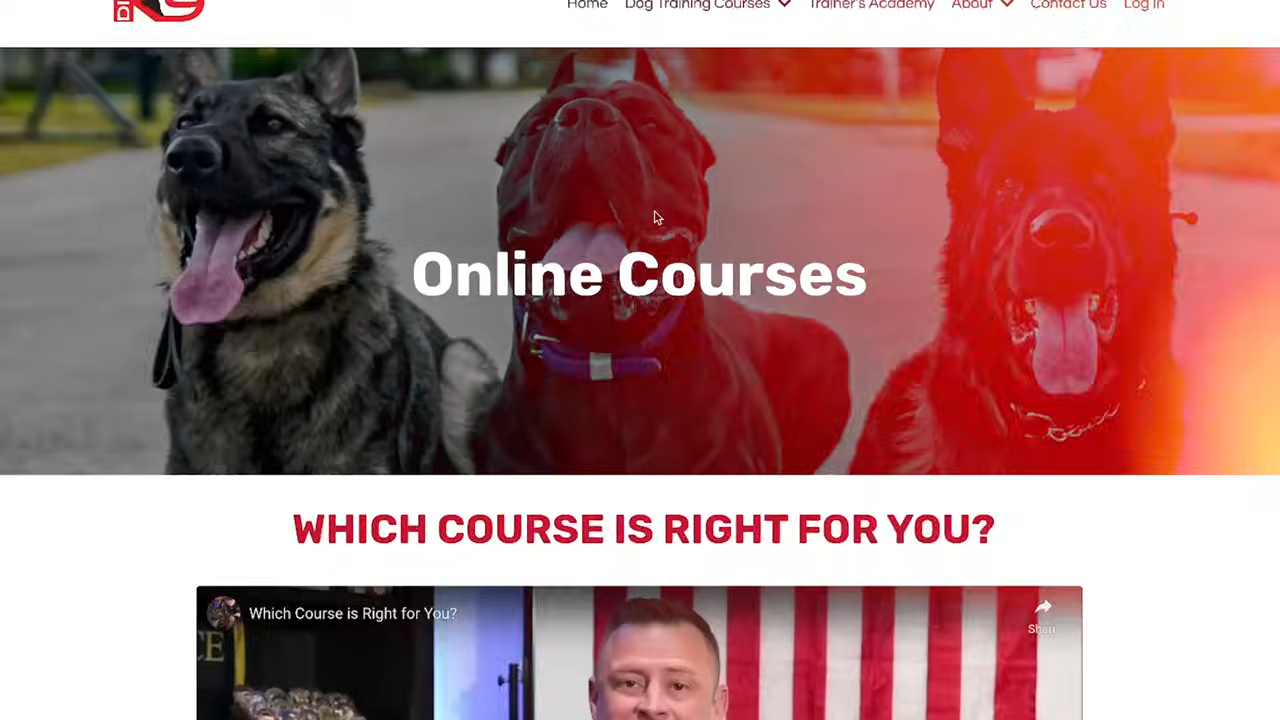 Home Dog Training Courses Trainer's Academy About Contact Us Log In
Online Courses
WHICH COURSE IS RIGHT FOR YOU?
Which Course is Right for You?
Share
CE